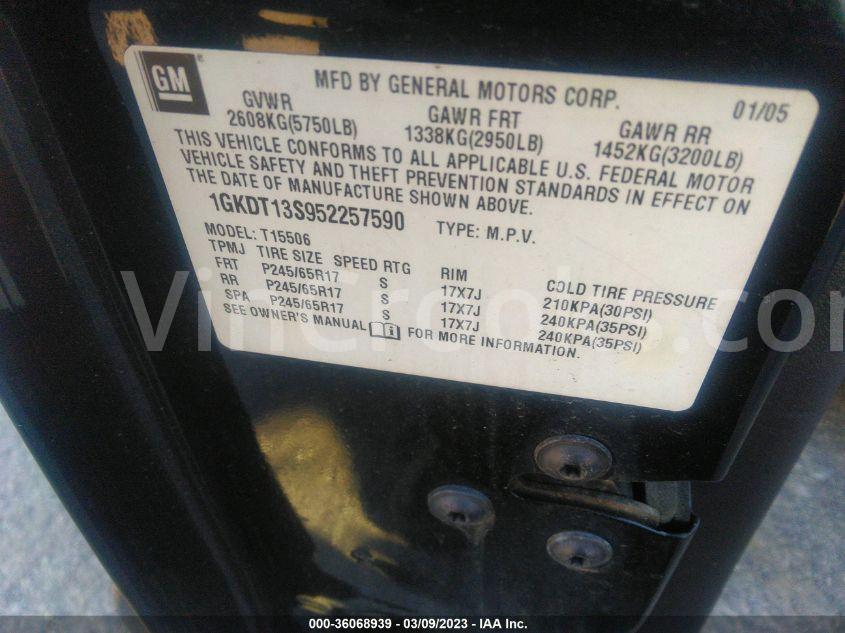 GM
MFD BY GENERAL MOTORS CORP. 01/05
GVWR GAWR FRT GAWR RR
2608KG(5750LB) 1338KG(2950LB) 1452KG(3200LB)
THIS VEHICLE CONFORMS TO ALL APPLICABLE U.S. FEDERAL MOTOR
VEHICLE SAFETY AND THEFT PREVENTION STANDARDS IN EFFECT ON
THE DATE OF MANUFACTURE SHOWN ABOVE.
1GKDT13S952257590 TYPE: M.P.V.
MODEL: T15506
TPMJ TIRE SIZE SPEED RTG RIM COLD TIRE PRESSURE
FRT P245/65R17 S 17X7J 210KPA(30PSI)
RR P245/65R17 S 17X7J 240KPA(35PSI)
SPA P245/65R17 S 17X7J 240KPA(35PSI)
SEE OWNER'S MANUAL FOR MORE INFORMATION.
000-36068939 - 03/09/2023 - IAA Inc.